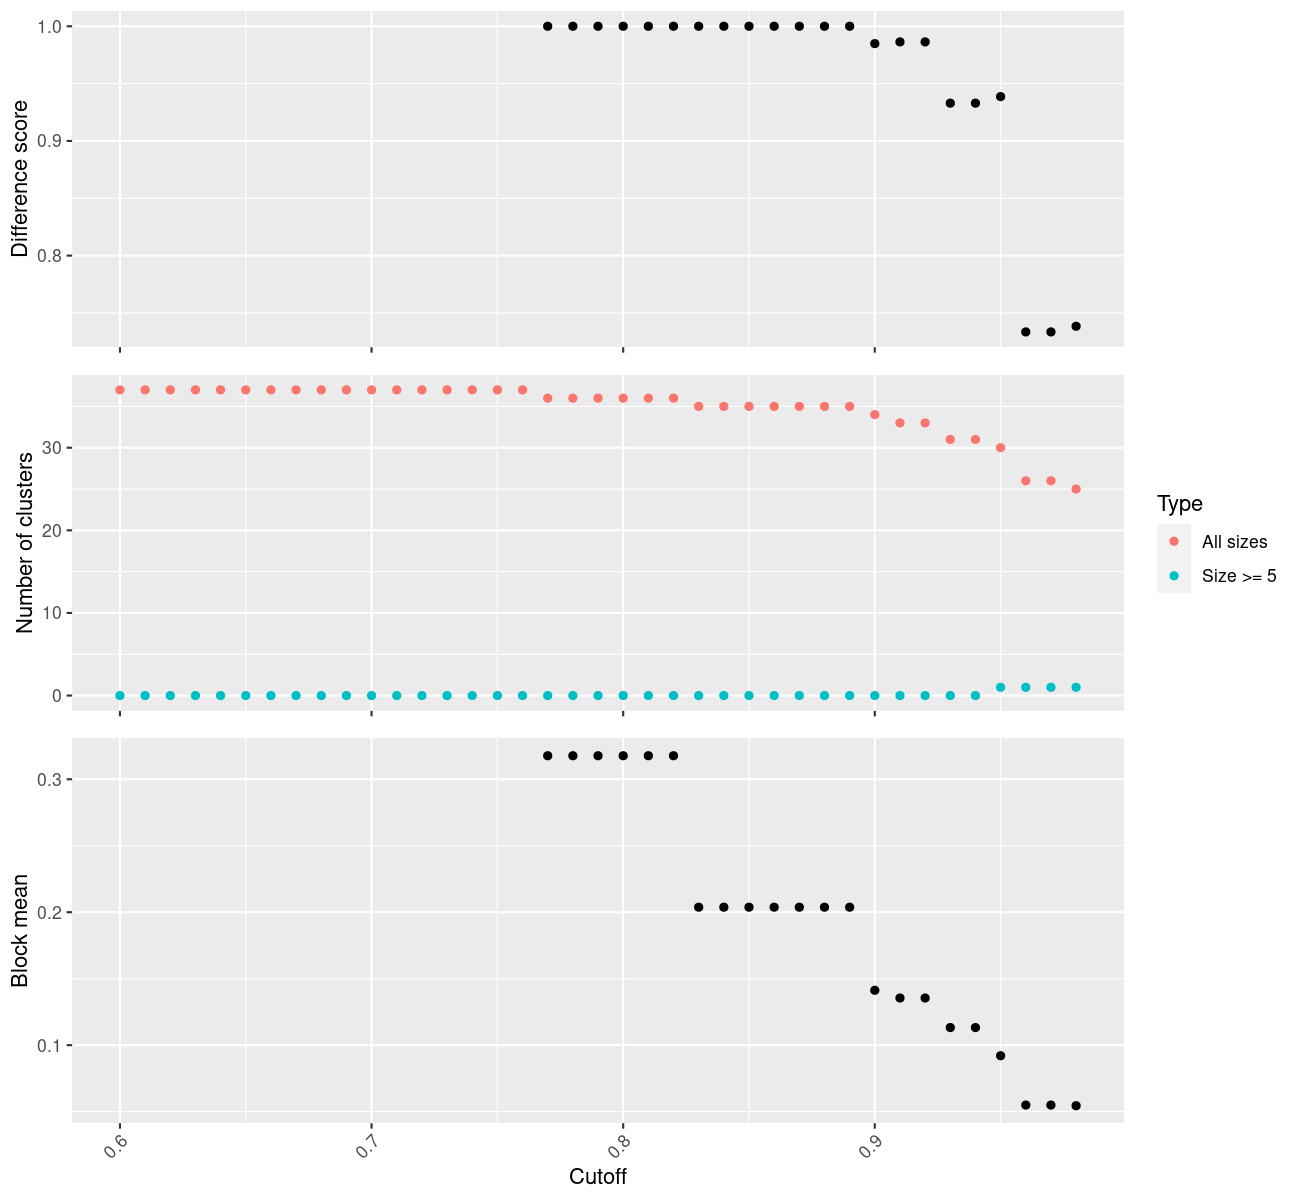 Difference score
1.0
0.9
0.8
Number of clusters
30
20
10
0
Type
All sizes
Size >= 5
Block mean
0.3
0.2
0.1
0.6
0.7
0.8
0.9
Cutoff